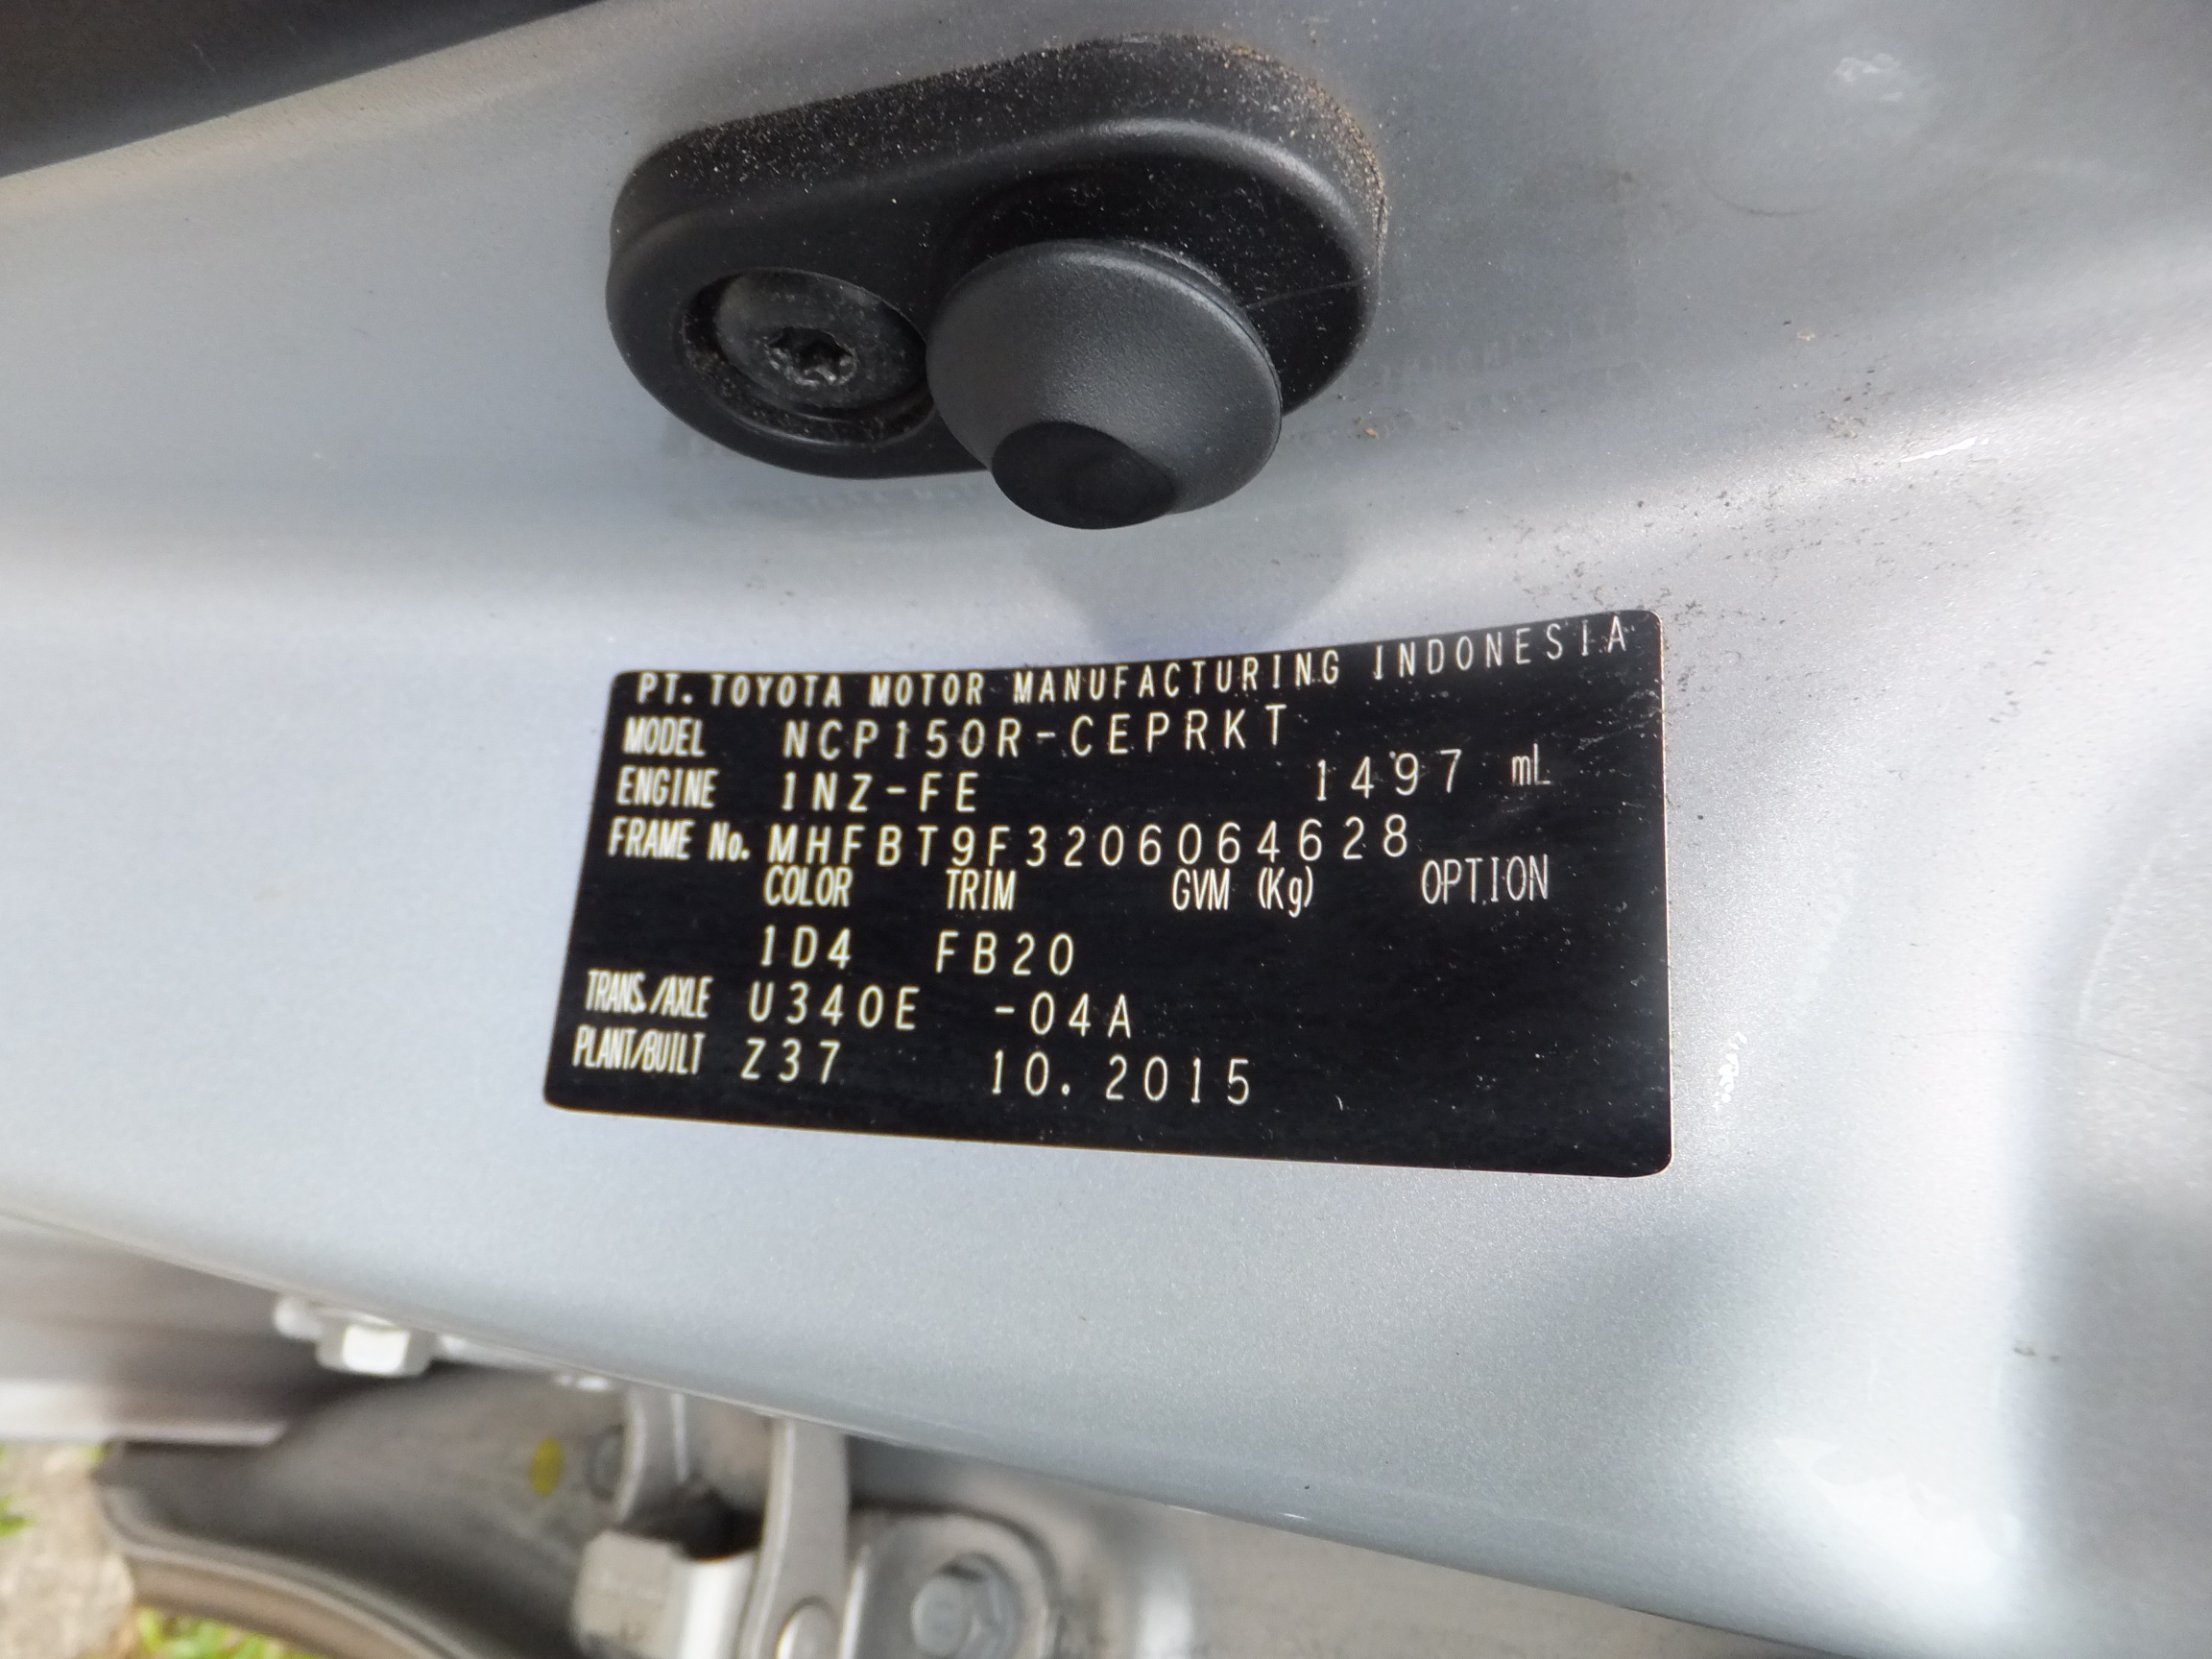 PT. TOYOTA MOTOR MANUFACTURING INDONESIA
MODEL NCP150R-CEPRKT
ENGINE 1NZ-FE 1497 mL
FRAME No. MHFBT9F3206064628
COLOR TRIM GVM (Kg) OPTION
1D4 FB20
TRANS./AXLE U340E -04A
PLANT/BUILT Z37 10.2015